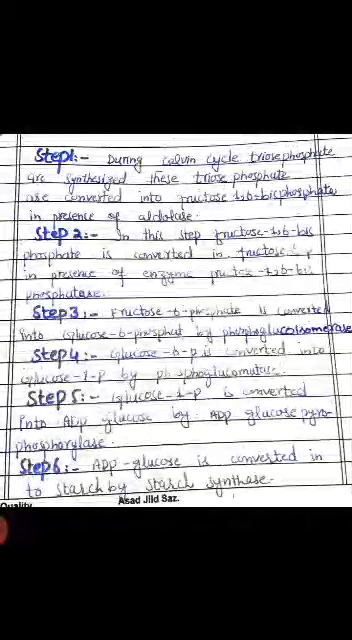 Step1:- During calvin cycle triosephosphate
are synthesized these triose phosphate
are converted into fructose 1,6-bisphosphate
in presence of aldolase.
Step 2:- In this step fructose-1,6-bis
phosphate is converted in fructose
in presence of enzyme fructose-1,6-bis
phosphatase.
Step 3:- Fructose-6-phosphate is converted
into Glucose-6-phosphat by phosphoglucoisomerase
Step 4:- Glucose-6-p is converted into
Glucose-1-P by phosphoglucomutase.
Step 5:- Glucose-1-P is converted
into ADP glucose by ADP glucose pyro-
phosphorylase.
Step 6:- ADP-glucose is converted in
to starch by starch synthase.
Quality Asad Jild Saz.